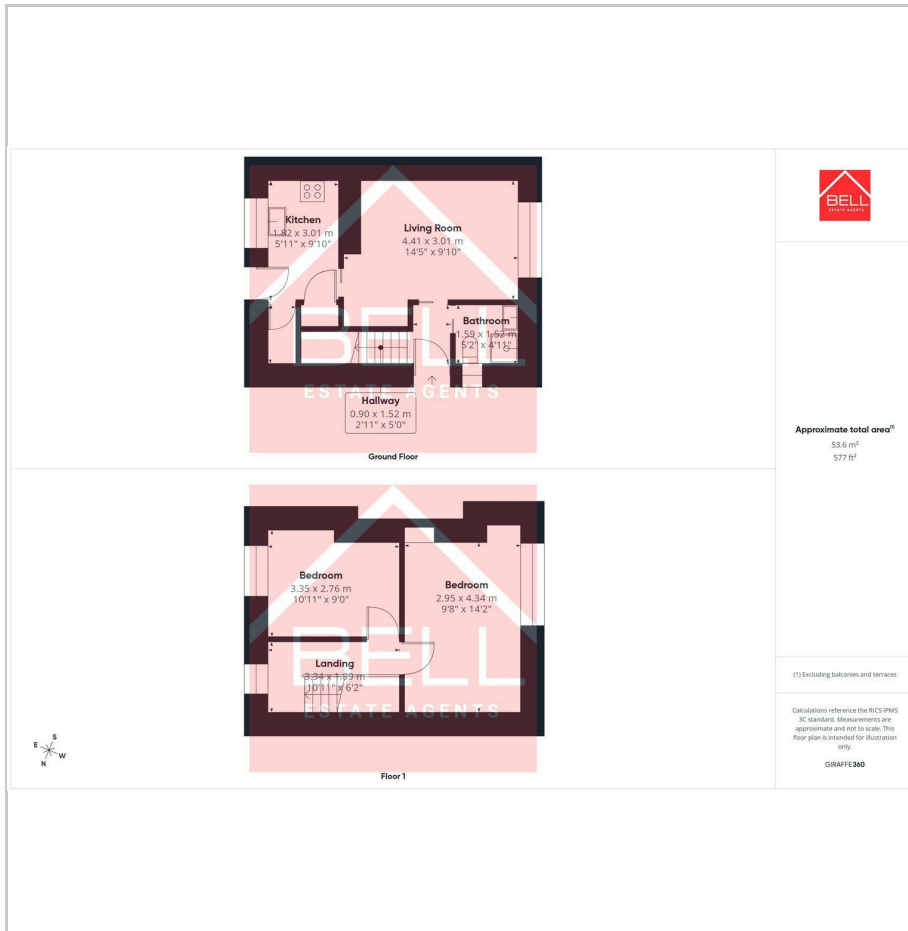 Kitchen
1.82 x 3.01 m
5'11" x 9'10"
Living Room
4.41 x 3.01 m
14'5" x 9'10"
Bathroom
1.59 x 1.52 m
5'2" x 4'11"
BELL
ESTATE AGENTS
Hallway
0.90 x 1.52 m
2'11" x 5'0"
Ground Floor
Bedroom
3.35 x 2.76 m
10'11" x 9'0"
Bedroom
2.95 x 4.34 m
9'8" x 14'2"
BELL
Landing
3.34 x 1.89 m
10'11" x 6'2"
ESTATE AGENTS
E S
N W
Floor 1
BELL
ESTATE AGENTS
Approximate total area(1)
53.6 m²
577 ft²
(1) Excluding balconies and terraces
Calculations reference the RICS IPMS
3C standard. Measurements are
approximate and not to scale. This
floor plan is intended for illustration
only.
GIRAFFE360